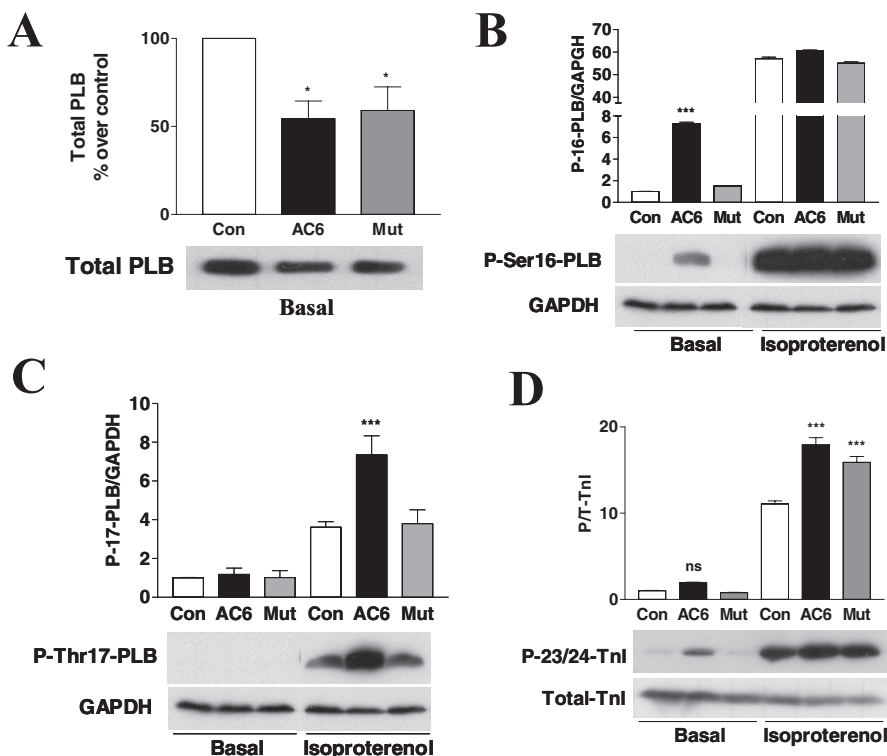 A
Total PLB
% over control
100
50
0
*
*
Con AC6 Mut
Total PLB
Basal
B
P-16-PLB/GAPGH
70
60
50
40
8
6
4
2
0
***
Con AC6 Mut Con AC6 Mut
P-Ser16-PLB
GAPDH
Basal Isoproterenol
C
P-17-PLB/GAPDH
10
8
6
4
2
0
***
Con AC6 Mut Con AC6 Mut
P-Thr17-PLB
GAPDH
Basal Isoproterenol
D
P/T-TnI
20
10
0
ns
***
***
Con AC6 Mut Con AC6 Mut
P-23/24-TnI
Total-TnI
Basal Isoproterenol